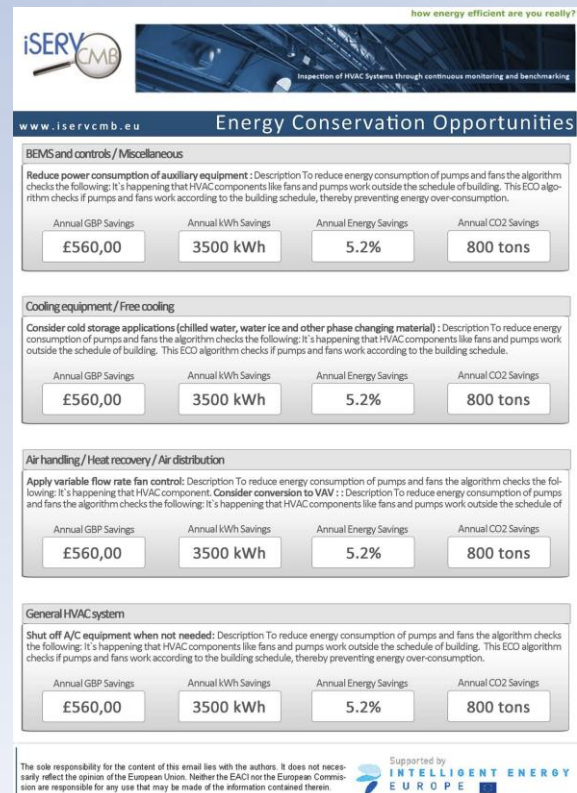 how energy efficient are you really?
iSERV
CMB
Inspection of HVAC Systems through continuous monitoring and benchmarking
www.iservcmb.eu
Energy Conservation Opportunities
BEMS and controls / Miscellaneous
Reduce power consumption of auxiliary equipment : Description To reduce energy consumption of pumps and fans the algorithm
checks the following: It`s happening that HVAC components like fans and pumps work outside the schedule of building. This ECO algo-
rithm checks if pumps and fans work according to the building schedule, thereby preventing energy over-consumption.
Annual GBP Savings Annual kWh Savings Annual Energy Savings Annual CO2 Savings
£560,00 3500 kWh 5.2% 800 tons
Cooling equipment / Free cooling
Consider cold storage applications (chilled water, water ice and other phase changing material) : Description To reduce energy
consumption of pumps and fans the algorithm checks the following: It`s happening that HVAC components like fans and pumps work
outside the schedule of building. This ECO algorithm checks if pumps and fans work according to the building schedule.
Annual GBP Savings Annual kWh Savings Annual Energy Savings Annual CO2 Savings
£560,00 3500 kWh 5.2% 800 tons
Air handling / Heat recovery / Air distribution
Apply variable flow rate fan control: Description To reduce energy consumption of pumps and fans the algorithm checks the fol-
lowing: It`s happening that HVAC component. Consider conversion to VAV : : Description To reduce energy consumption of pumps
and fans the algorithm checks the following: It`s happening that HVAC components like fans and pumps work outside the schedule of
Annual GBP Savings Annual kWh Savings Annual Energy Savings Annual CO2 Savings
£560,00 3500 kWh 5.2% 800 tons
General HVAC system
Shut off A/C equipment when not needed: Description To reduce energy consumption of pumps and fans the algorithm checks
the following: It`s happening that HVAC components like fans and pumps work outside the schedule of building. This ECO algorithm
checks if pumps and fans work according to the building schedule, thereby preventing energy over-consumption.
Annual GBP Savings Annual kWh Savings Annual Energy Savings Annual CO2 Savings
£560,00 3500 kWh 5.2% 800 tons
The sole responsibility for the content of this email lies with the authors. It does not neces-
sarily reflect the opinion of the European Union. Neither the EACI nor the European Commis-
sion are responsible for any use that may be made of the information contained therein.
Supported by
INTELLIGENT ENERGY
EUROPE